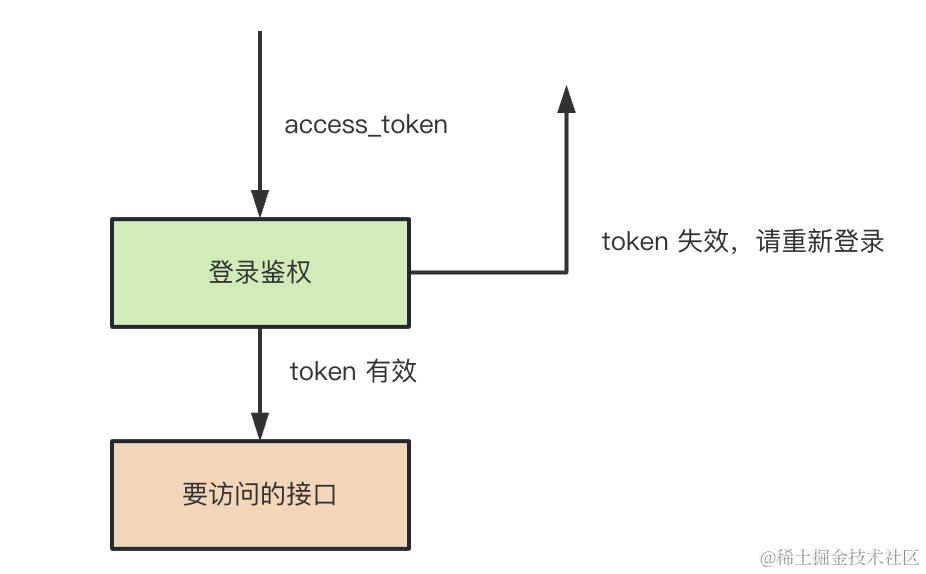 access_token
token 失效，请重新登录
登录鉴权
token 有效
要访问的接口
@稀土掘金技术社区